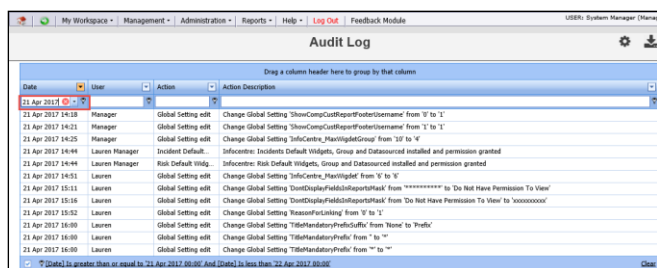 My Workspace Management Administration Reports Help Log Out Feedback Module USER: System Manager (Manag
Audit Log
Drag a column header here to group by that column
Date User Action Action Description
21 Apr 2017
21 Apr 2017 14:18 Manager Global Setting edit Change Global Setting 'ShowCompCustReportFooterUsername' from '0' to '1'
21 Apr 2017 14:21 Manager Global Setting edit Change Global Setting 'ShowCompCustReportFooterUsername' from '1' to '1'
21 Apr 2017 14:25 Manager Global Setting edit Change Global Setting 'InfoCentre_MaxWigdetGroup' from '10' to '4'
21 Apr 2017 14:44 Lauren Manager Incident Default... Infocentre: Incidents Default Widgets, Group and Datasourced installed and permission granted
21 Apr 2017 14:44 Lauren Manager Risk Default Widg... Infocentre: Risk Default Widgets, Group and Datasourced installed and permission granted
21 Apr 2017 14:51 Lauren Global Setting edit Change Global Setting 'InfoCentre_MaxWidget' from '6' to '6'
21 Apr 2017 15:11 Lauren Global Setting edit Change Global Setting 'DontDisplayFieldsInReportsMask' from '**********' to 'Do Not Have Permission To View'
21 Apr 2017 15:16 Lauren Global Setting edit Change Global Setting 'DontDisplayFieldsInReportsMask' from 'Do Not Have Permission To View' to 'xxxxxxxxxx'
21 Apr 2017 15:52 Lauren Global Setting edit Change Global Setting 'ReasonForLinking' from '0' to '1'
21 Apr 2017 16:00 Lauren Global Setting edit Change Global Setting 'TitleMandatoryPrefixSuffix' from 'None' to 'Prefix'
21 Apr 2017 16:00 Lauren Global Setting edit Change Global Setting 'TitleMandatoryPrefix' from '' to '*'
21 Apr 2017 16:00 Lauren Global Setting edit Change Global Setting 'TitleMandatoryPrefix' from '*' to '*'
[Date] Is greater than or equal to '21 Apr 2017 00:00' And [Date] Is less than '22 Apr 2017 00:00' Clear